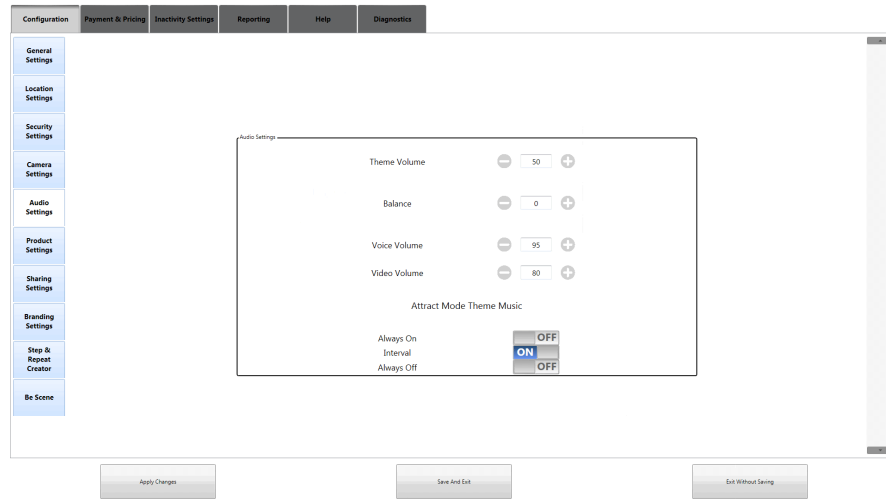 Configuration Payment & Pricing Inactivity Settings Reporting Help Diagnostics
General
Settings
Location
Settings
Security
Settings
Camera
Settings
Audio
Settings
Product
Settings
Sharing
Settings
Branding
Settings
Step &
Repeat
Creator
Be Scene
Audio Settings
Theme Volume 50
Balance 0
Voice Volume 95
Video Volume 80
Attract Mode Theme Music
Always On OFF
Interval ON
Always Off OFF
Apply Changes Save And Exit Exit Without Saving